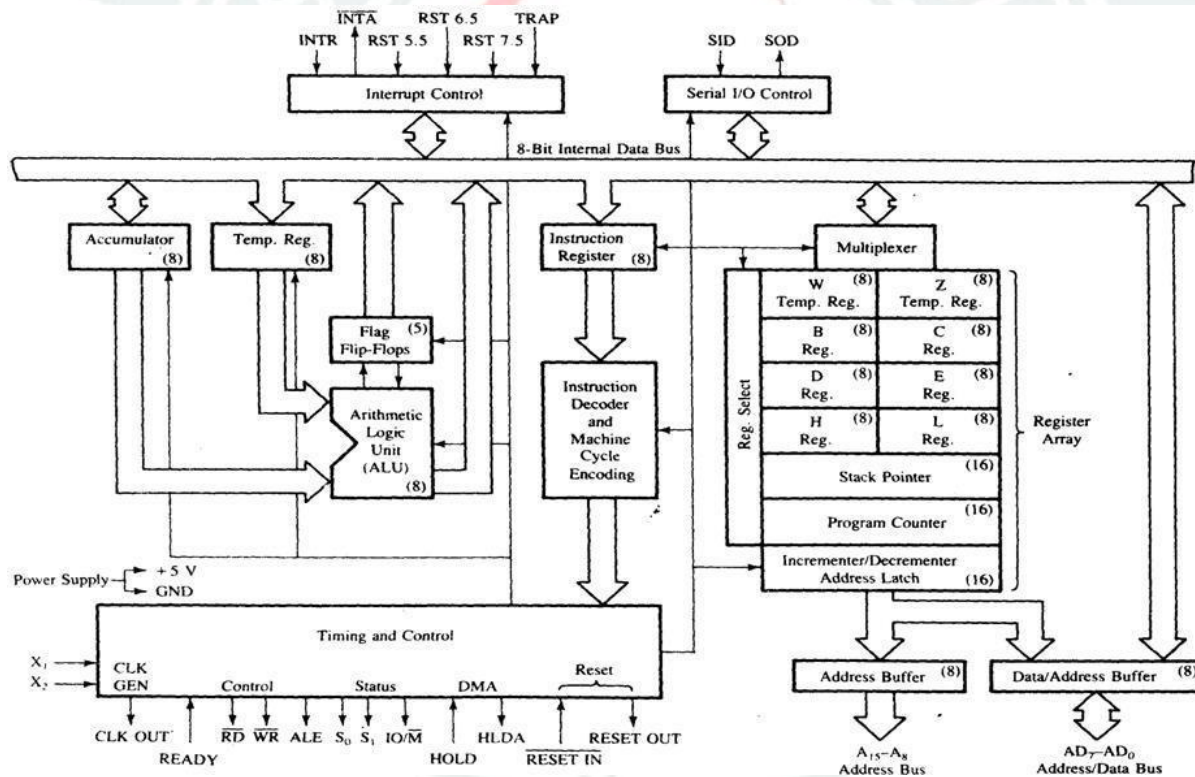 INTA RST 6.5 TRAP
INTR RST 5.5 RST 7.5
SID SOD
Interrupt Control
Serial I/O Control
8-Bit Internal Data Bus
Accumulator
(8)
Temp. Reg.
(8)
Instruction
Register
(8)
Multiplexer
Flag
Flip-Flops
(5)
Arithmetic
Logic
Unit
(ALU)
(8)
Instruction
Decoder
and
Machine
Cycle
Encoding
Reg. Select
W (8)
Temp. Reg.
Z (8)
Temp. Reg.
B (8)
Reg.
C (8)
Reg.
D (8)
Reg.
E (8)
Reg.
H (8)
Reg.
L (8)
Reg.
(16)
Stack Pointer
(16)
Program Counter
Incrementer/Decrementer
Address Latch
(16)
Register
Array
Power Supply
+5 V
GND
Timing and Control
X₁
X₂
CLK
GEN
Control
Status
DMA
Reset
CLK OUT
READY
RD WR ALE S₀ S₁ IO/M
HOLD
HLDA
RESET IN
RESET OUT
Address Buffer (8)
Data/Address Buffer (8)
A₁₅–A₈
Address Bus
AD₇–AD₀
Address/Data Bus